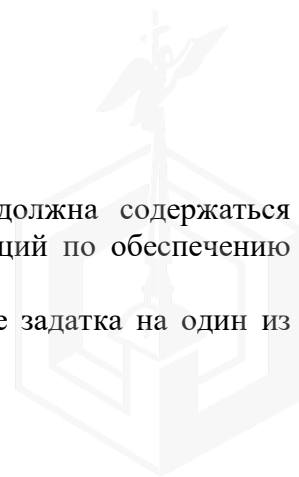 должна содержаться
ций по обеспечению
е задатка на один из